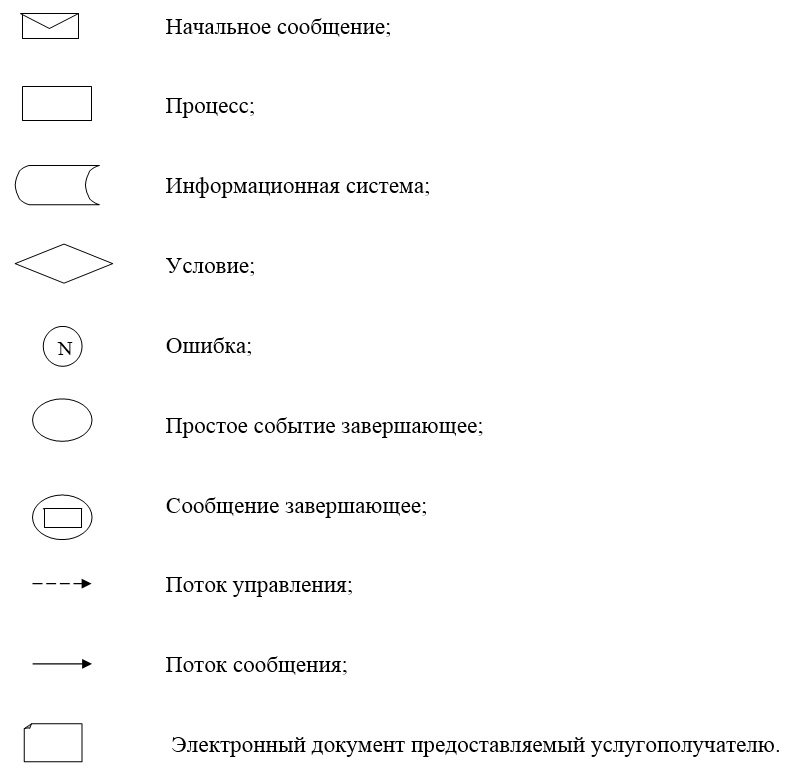 Начальное сообщение;
Процесс;
Информационная система;
Условие;
N Ошибка;
Простое событие завершающее;
Сообщение завершающее;
Поток управления;
Поток сообщения;
Электронный документ предоставляемый услугополучателю.